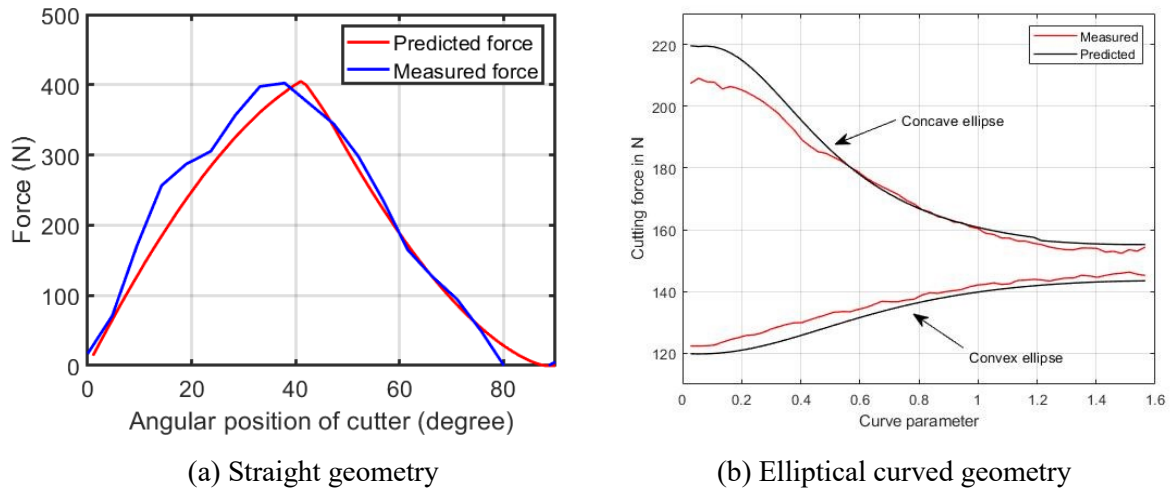 500
400
300
200
100
0
Force (N)
Predicted force
Measured force
0 20 40 60 80
Angular position of cutter (degree)
(a) Straight geometry
220
200
180
160
140
120
Cutting force in N
Measured
Predicted
Concave ellipse
Convex ellipse
0 0.2 0.4 0.6 0.8 1 1.2 1.4 1.6
Curve parameter
(b) Elliptical curved geometry